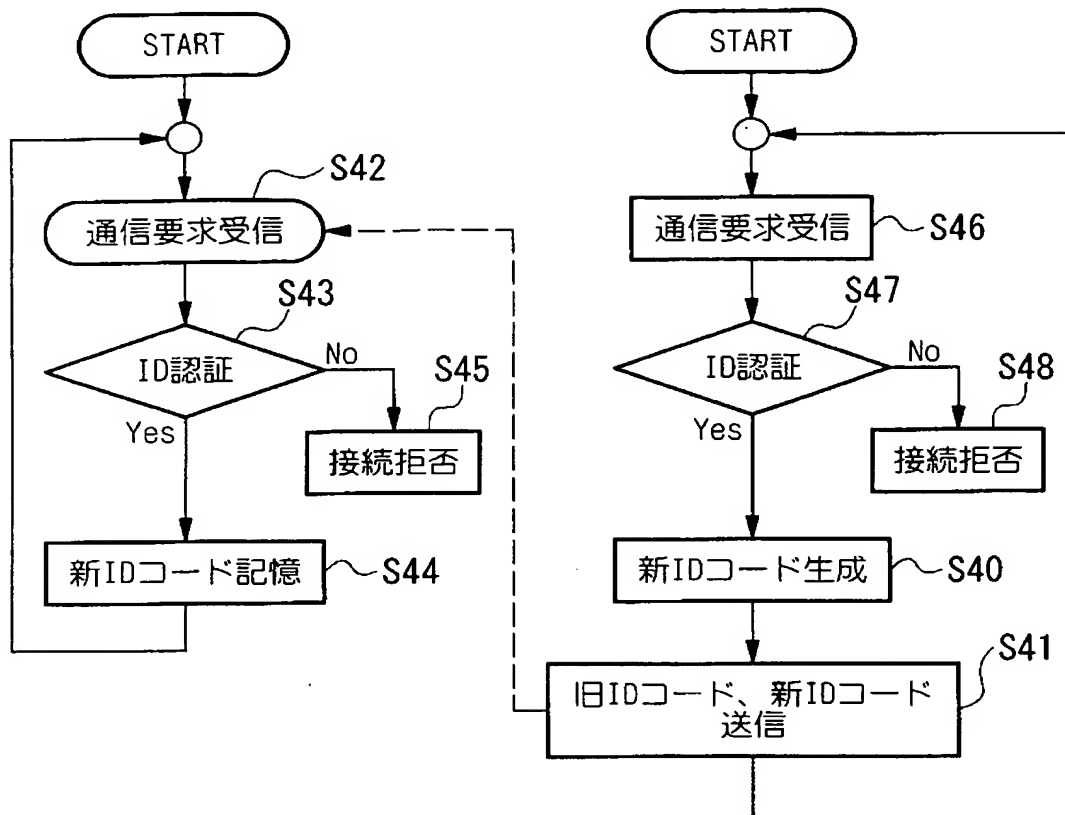 START
S42
通信要求受信
S43
ID認証
No
S45
Yes
接続拒否
新IDコード記憶
S44
START
通信要求受信
S46
S47
ID認証
No
S48
Yes
接続拒否
新IDコード生成
S40
S41
旧IDコード、新IDコード
送信